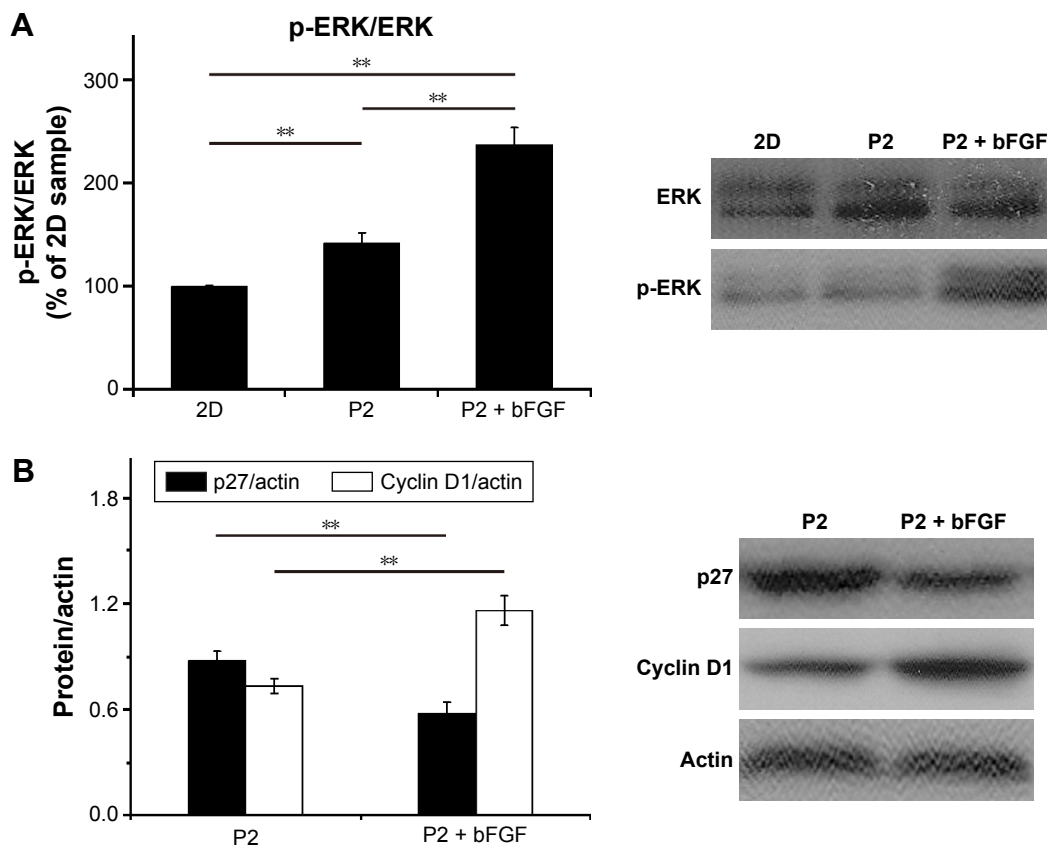 A
p-ERK/ERK
p-ERK/ERK
(% of 2D sample)
300
200
100
0
**
**
**
2D
P2
P2 + bFGF
2D
P2
P2 + bFGF
ERK
p-ERK
B
p27/actin
Cyclin D1/actin
Protein/actin
1.8
1.2
0.6
0.0
**
**
P2
P2 + bFGF
P2
P2 + bFGF
p27
Cyclin D1
Actin